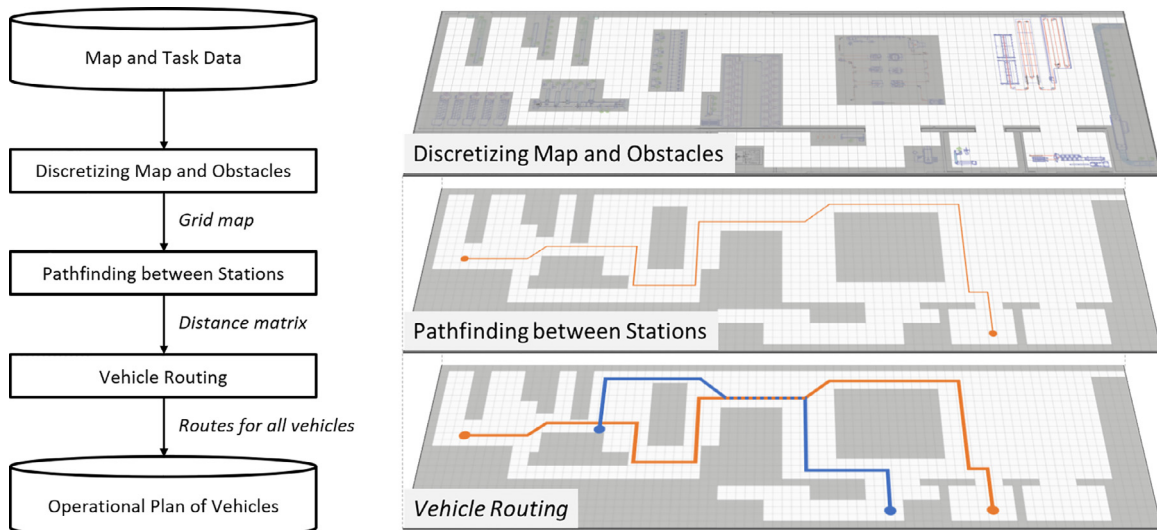 Map and Task Data
Discretizing Map and Obstacles
Grid map
Pathfinding between Stations
Distance matrix
Vehicle Routing
Routes for all vehicles
Operational Plan of Vehicles
Discretizing Map and Obstacles
Pathfinding between Stations
Vehicle Routing